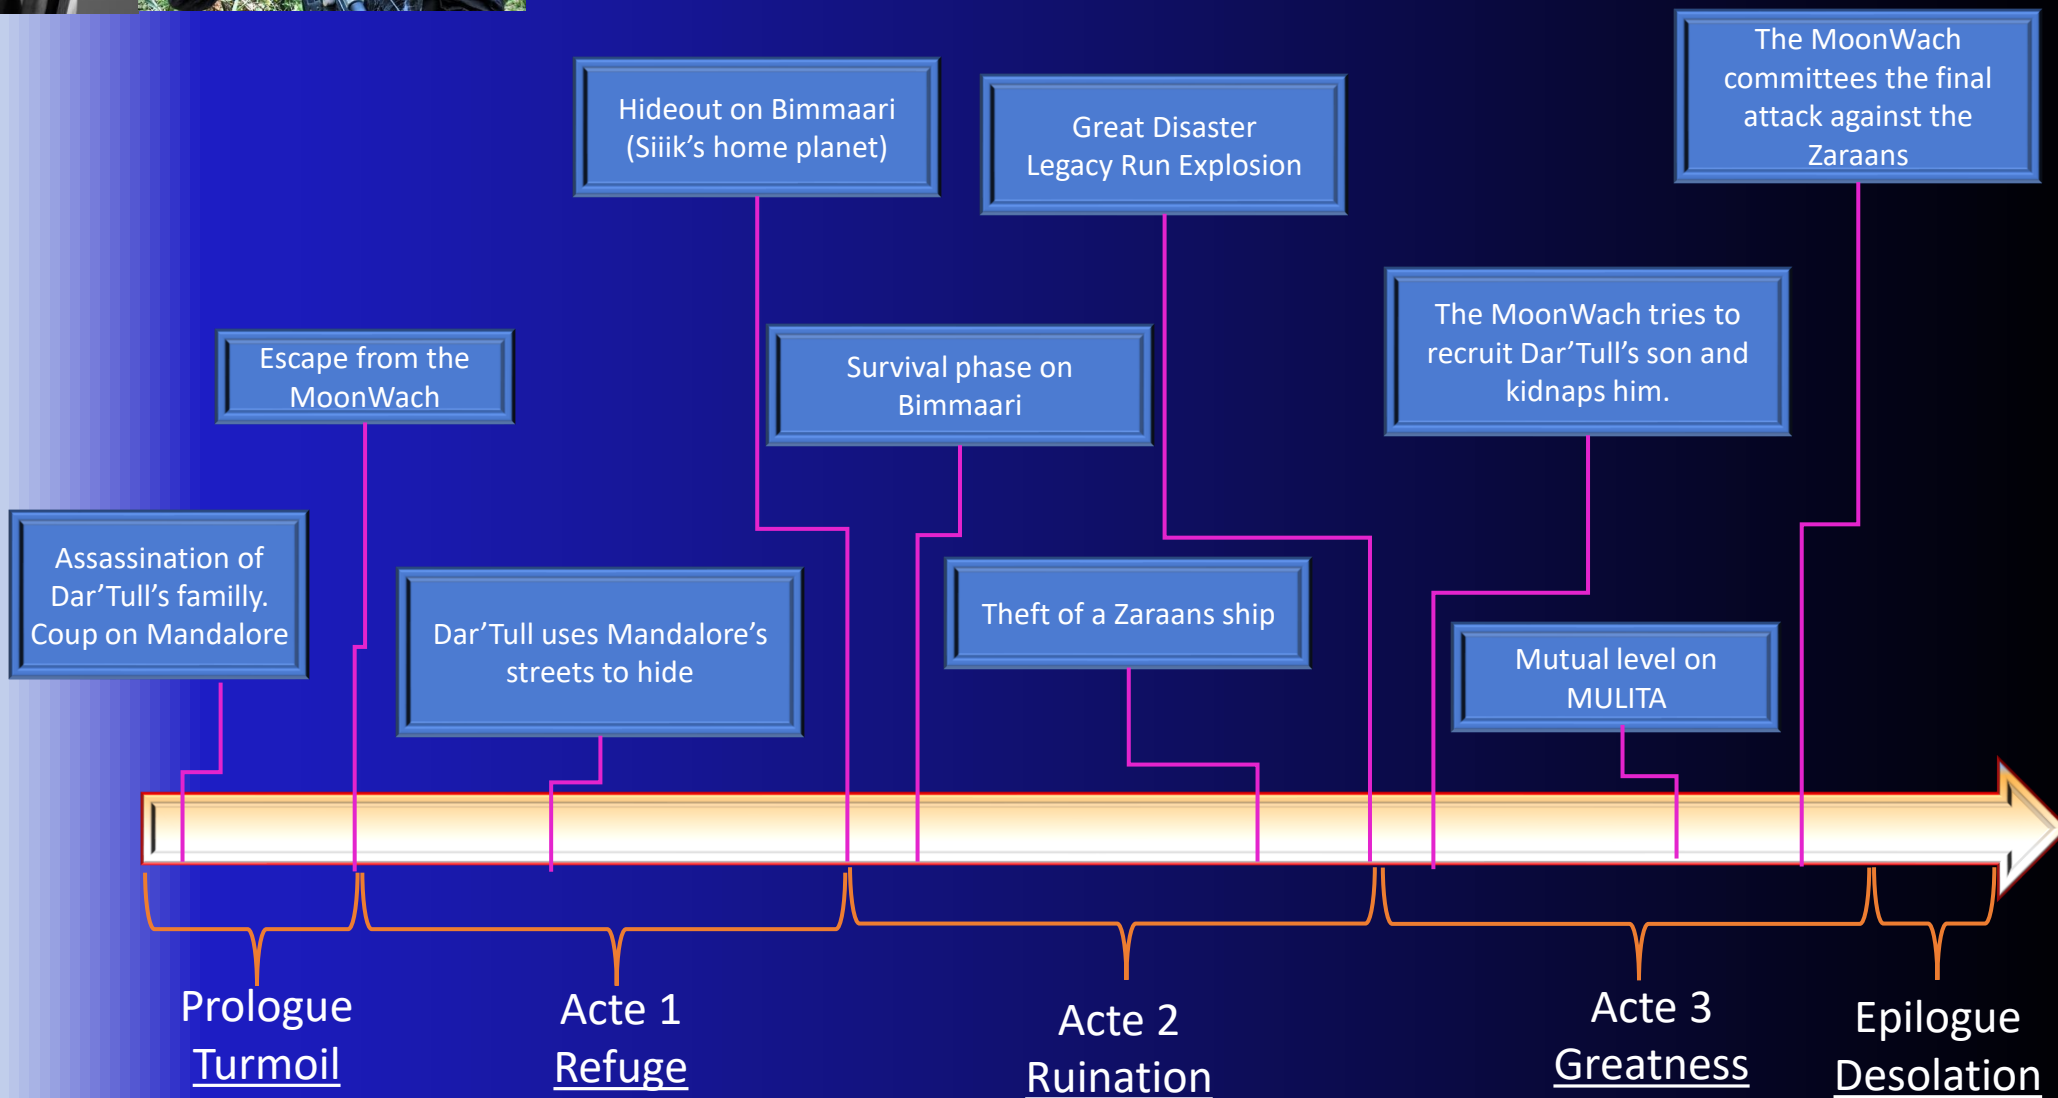 Assassination of
Dar’Tull’s familly.
Coup on Mandalore
Escape from the
MoonWach
Dar’Tull uses Mandalore’s
streets to hide
Hideout on Bimmaari
(Siiik’s home planet)
Survival phase on
Bimmaari
Theft of a Zaraans ship
Great Disaster
Legacy Run Explosion
The MoonWach tries to
recruit Dar’Tull’s son and
kidnaps him.
Mutual level on
MULITA
The MoonWach
committees the final
attack against the
Zaraans
Prologue
Turmoil
Acte 1
Refuge
Acte 2
Ruination
Acte 3
Greatness
Epilogue
Desolation